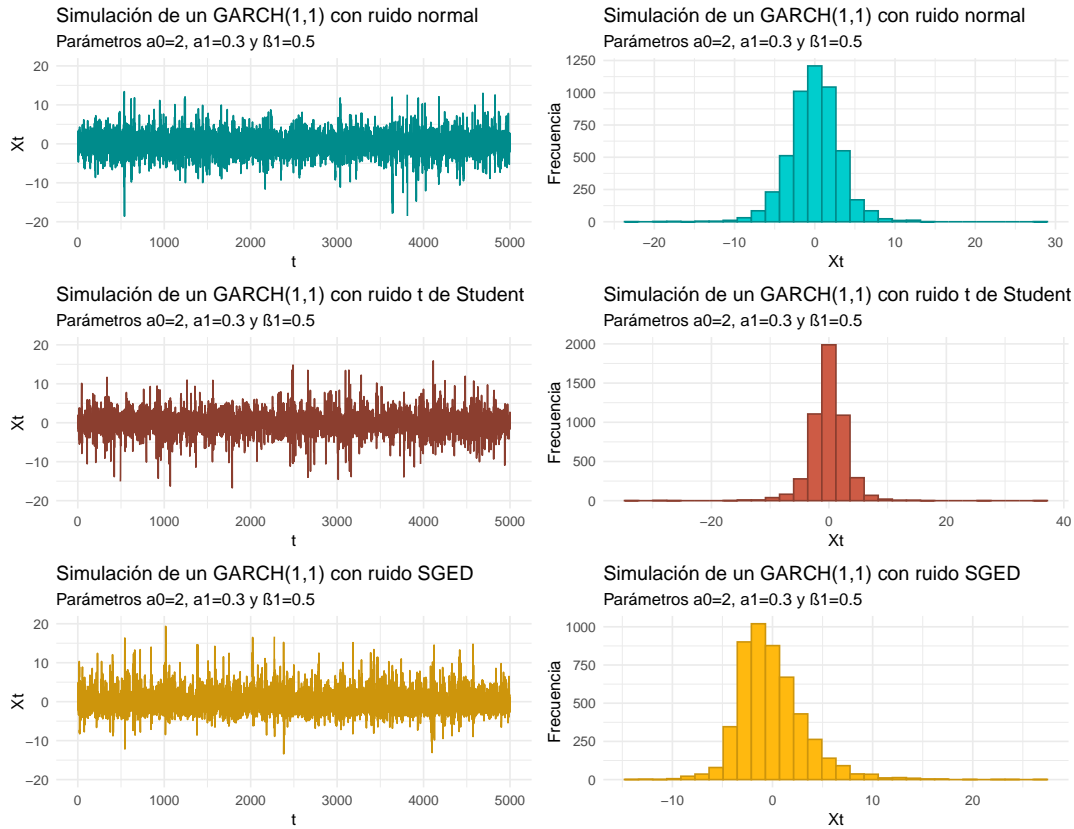 Simulación de un GARCH(1,1) con ruido normal
Parámetros a0=2, a1=0.3 y ß1=0.5
20
10
0
−10
−20
Xt
0 1000 2000 3000 4000 5000
t
Simulación de un GARCH(1,1) con ruido normal
Parámetros a0=2, a1=0.3 y ß1=0.5
1250
1000
750
500
250
0
Frecuencia
−20 −10 0 10 20 30
Xt
Simulación de un GARCH(1,1) con ruido t de Student
Parámetros a0=2, a1=0.3 y ß1=0.5
20
10
0
−10
−20
Xt
0 1000 2000 3000 4000 5000
t
Simulación de un GARCH(1,1) con ruido t de Student
Parámetros a0=2, a1=0.3 y ß1=0.5
2000
1500
1000
500
0
Frecuencia
−20 0 20 40
Xt
Simulación de un GARCH(1,1) con ruido SGED
Parámetros a0=2, a1=0.3 y ß1=0.5
20
10
0
−10
−20
Xt
0 1000 2000 3000 4000 5000
t
Simulación de un GARCH(1,1) con ruido SGED
Parámetros a0=2, a1=0.3 y ß1=0.5
1000
750
500
250
0
Frecuencia
−10 0 10 20
Xt